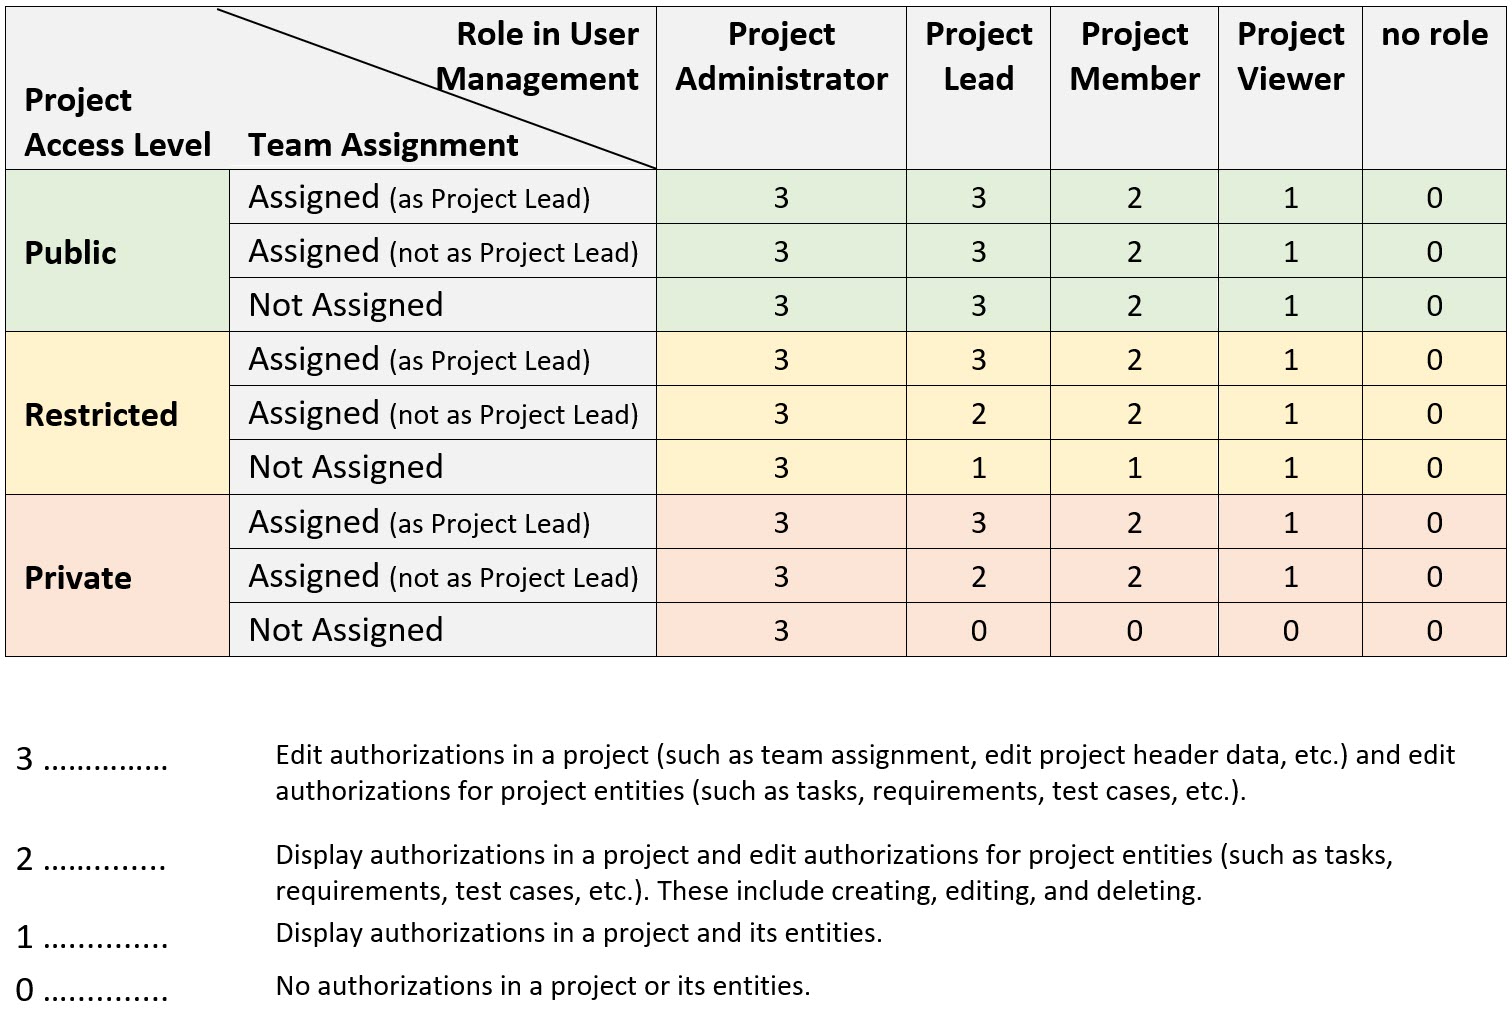 Role in User Management
Project Access Level
Team Assignment
Project Administrator
Project Lead
Project Member
Project Viewer
no role
Public
Assigned (as Project Lead) 3 3 2 1 0
Assigned (not as Project Lead) 3 3 2 1 0
Not Assigned 3 3 2 1 0
Restricted
Assigned (as Project Lead) 3 3 2 1 0
Assigned (not as Project Lead) 3 2 2 1 0
Not Assigned 3 1 1 1 0
Private
Assigned (as Project Lead) 3 3 2 1 0
Assigned (not as Project Lead) 3 2 2 1 0
Not Assigned 3 0 0 0 0
3 ............... Edit authorizations in a project (such as team assignment, edit project header data, etc.) and edit
authorizations for project entities (such as tasks, requirements, test cases, etc.).
2 .............. Display authorizations in a project and edit authorizations for project entities (such as tasks,
requirements, test cases, etc.). These include creating, editing, and deleting.
1 .............. Display authorizations in a project and its entities.
0 .............. No authorizations in a project or its entities.